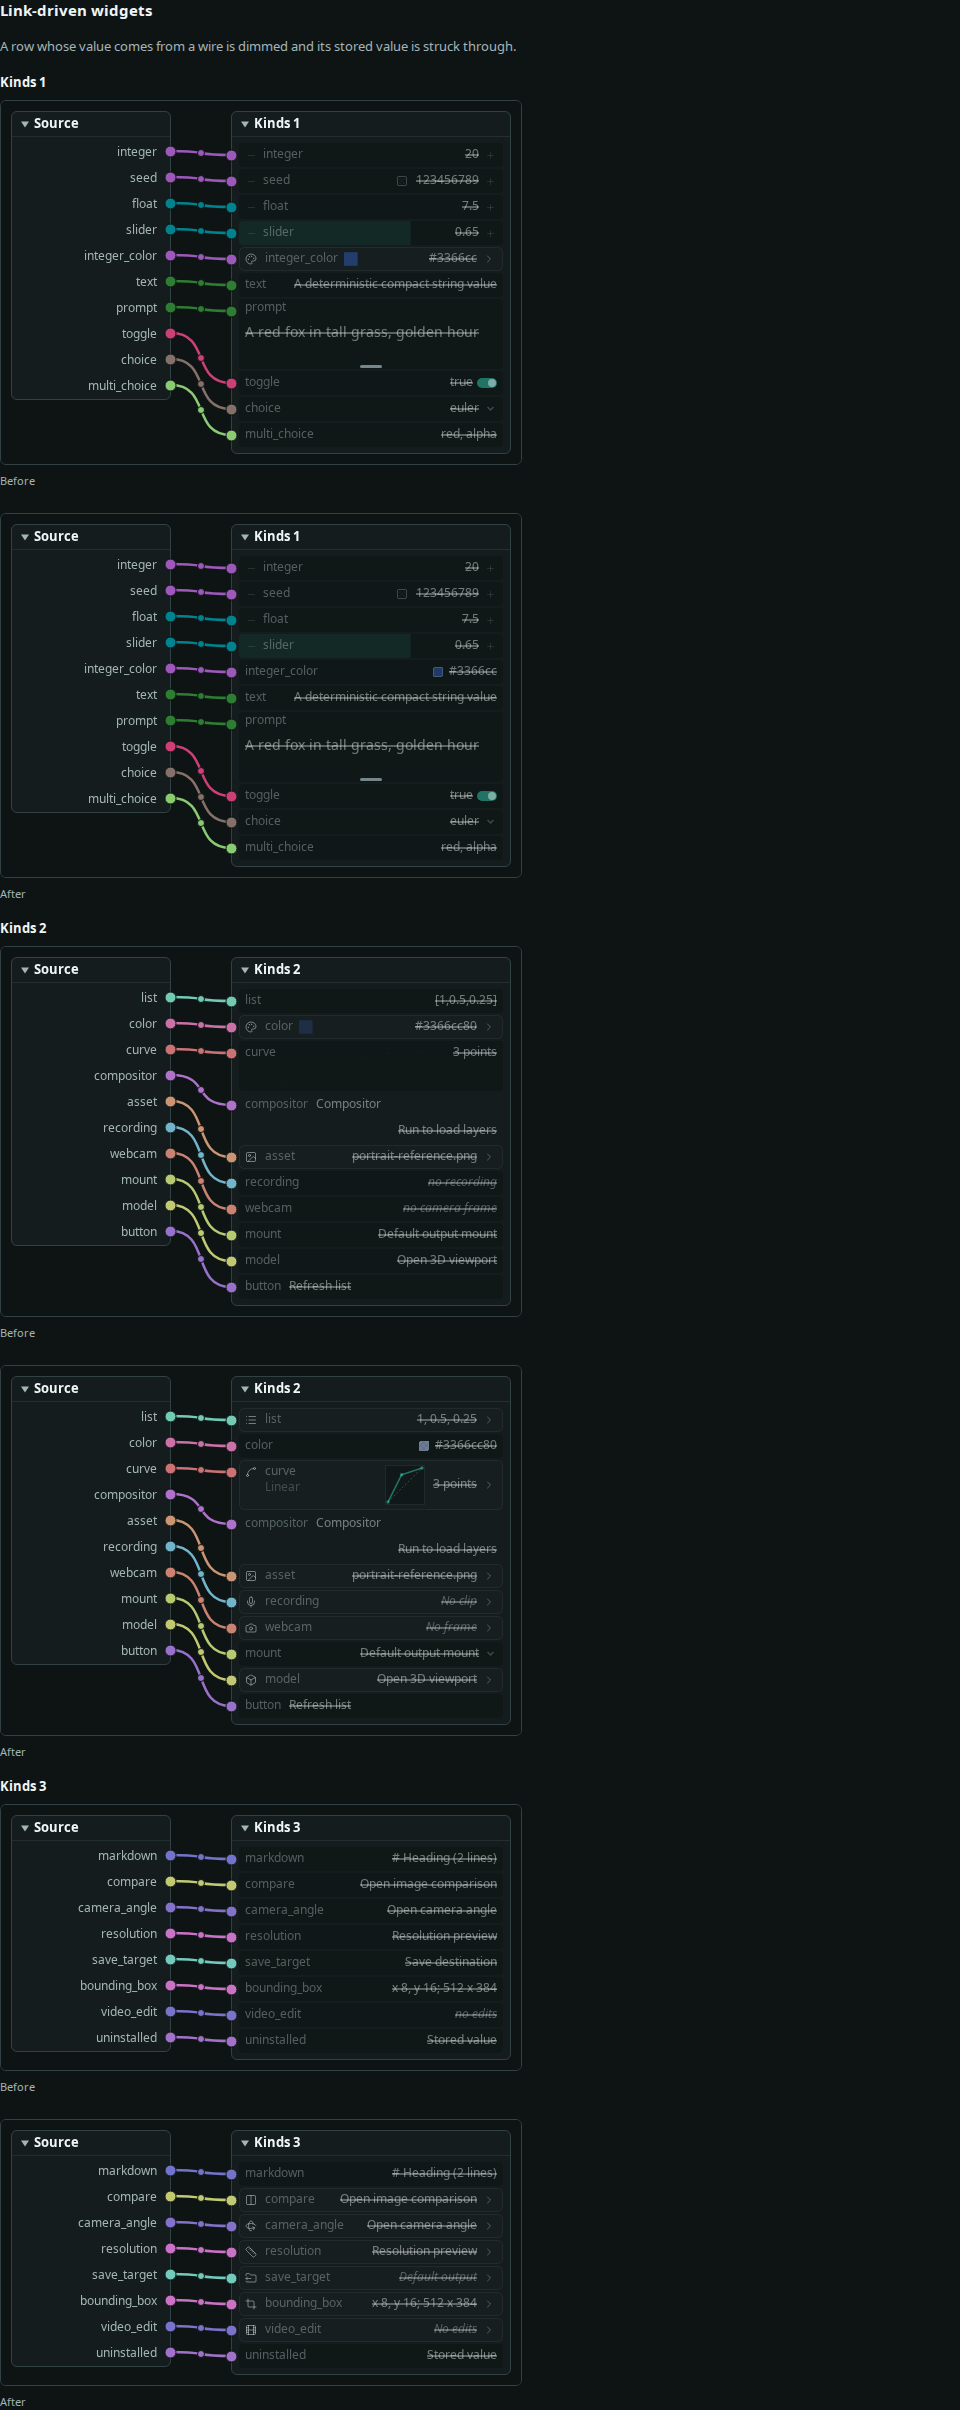 Link-driven widgets
A row whose value comes from a wire is dimmed and its stored value is struck through.
Kinds 1
Source
Kinds 1
integer
integer 20
seed
seed 123456789
float
float 7.5
slider
slider 0.65
integer_color
integer_color #3366cc
text
text A deterministic compact string value
prompt
prompt
A red fox in tall grass, golden hour
toggle
toggle true
choice
choice euler
multi_choice
multi_choice red, alpha
Before
Source
Kinds 1
integer
integer 20
seed
seed 123456789
float
float 7.5
slider
slider 0.65
integer_color
integer_color #3366cc
text
text A deterministic compact string value
prompt
prompt
A red fox in tall grass, golden hour
toggle
toggle true
choice
choice euler
multi_choice
multi_choice red, alpha
After
Kinds 2
Source
Kinds 2
list
list [1,0.5,0.25]
color
color #3366cc80
curve
curve 3 points
compositor
compositor Compositor
Run to load layers
asset
asset portrait-reference.png
recording
recording no recording
webcam
webcam no camera frame
mount
mount Default output mount
model
model Open 3D viewport
button
button Refresh list
Before
Source
Kinds 2
list
list 1, 0.5, 0.25
color
color #3366cc80
curve
curve 3 points
Linear
compositor
compositor Compositor
Run to load layers
asset
asset portrait-reference.png
recording
recording No clip
webcam
webcam No frame
mount
mount Default output mount
model
model Open 3D viewport
button
button Refresh list
After
Kinds 3
Source
Kinds 3
markdown
markdown # Heading (2 lines)
compare
compare Open image comparison
camera_angle
camera_angle Open camera angle
resolution
resolution Resolution preview
save_target
save_target Save destination
bounding_box
bounding_box x 8, y 16; 512 x 384
video_edit
video_edit no edits
uninstalled
uninstalled Stored value
Before
Source
Kinds 3
markdown
markdown # Heading (2 lines)
compare
compare Open image comparison
camera_angle
camera_angle Open camera angle
resolution
resolution Resolution preview
save_target
save_target Default output
bounding_box
bounding_box x 8, y 16; 512 x 384
video_edit
video_edit No edits
uninstalled
uninstalled Stored value
After